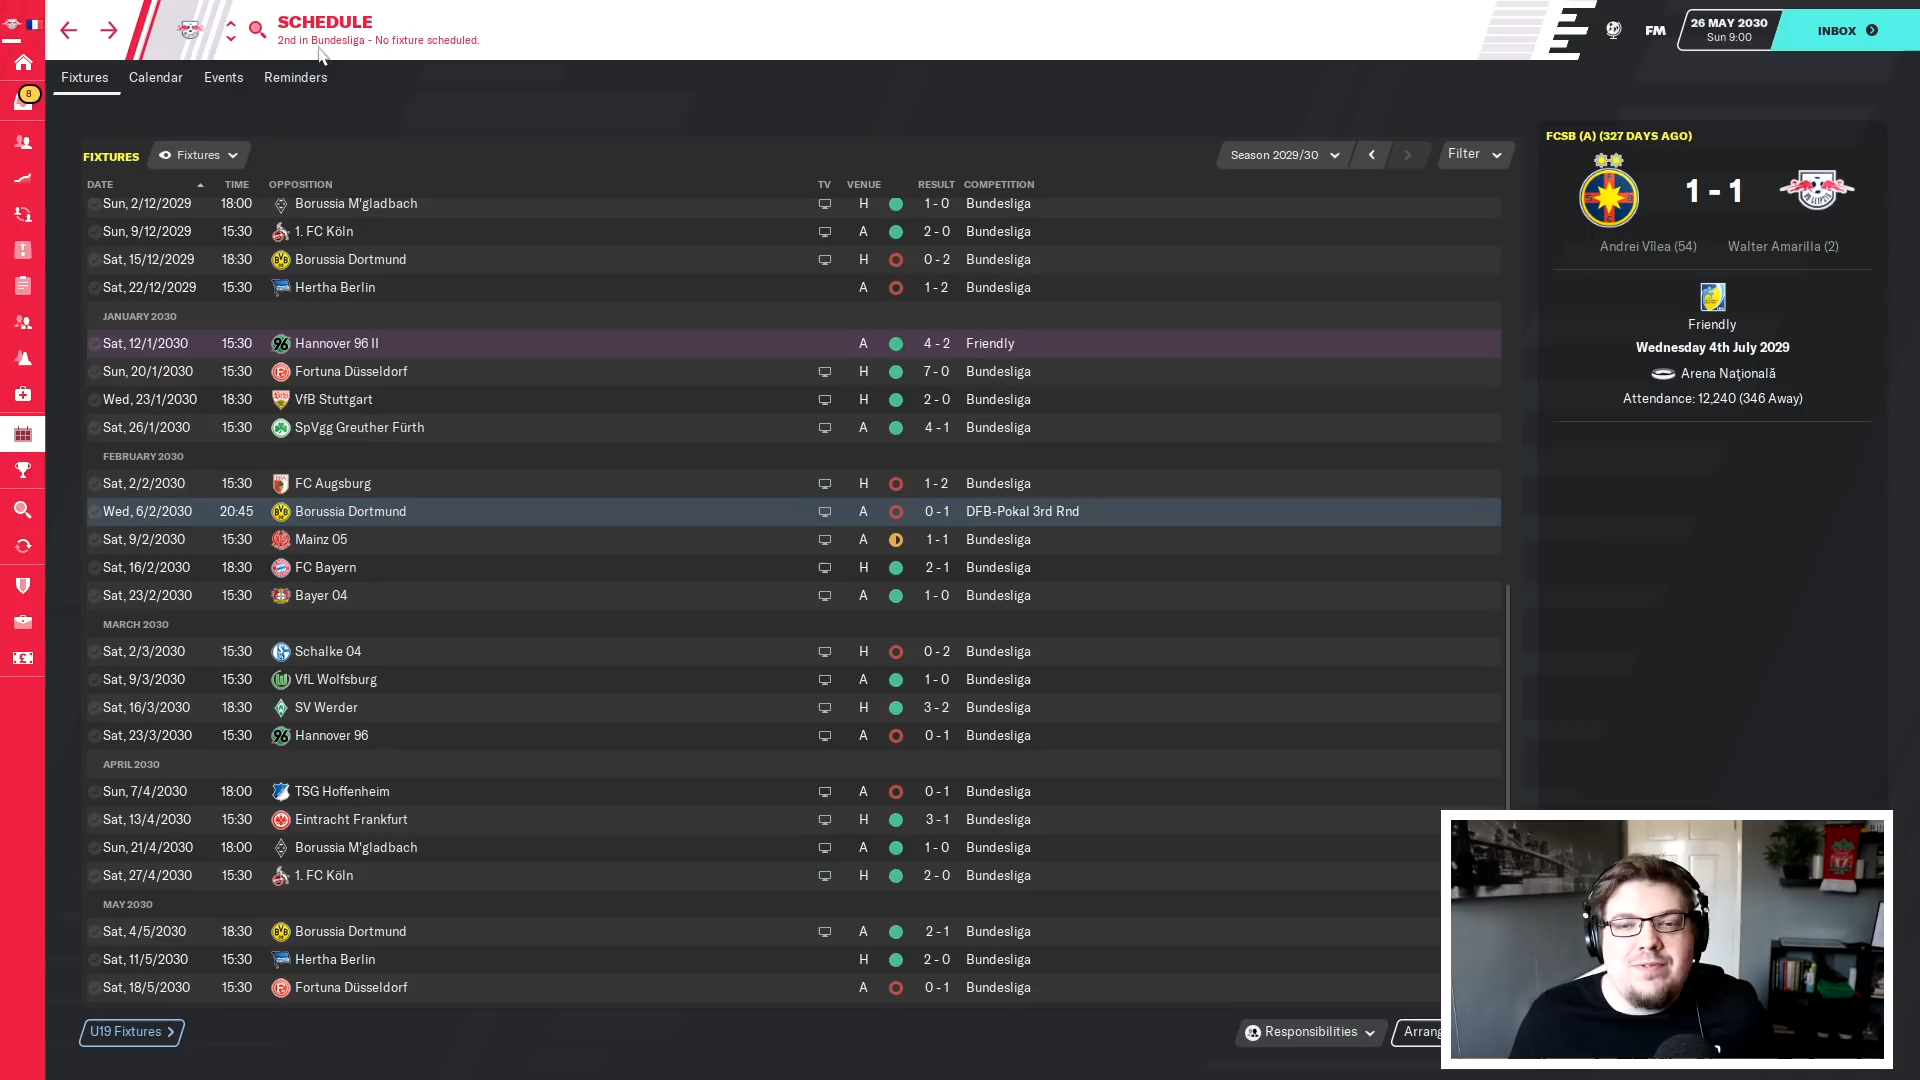 SCHEDULE
2nd in Bundesliga - No fixture scheduled.
FM
26 MAY 2030
Sun 9:00
INBOX
8
Fixtures Calendar Events Reminders
FIXTURES Fixtures Season 2029/30 Filter
DATE TIME OPPOSITION TV VENUE RESULT COMPETITION
Sun, 2/12/2029 18:00 Borussia M'gladbach H 1 - 0 Bundesliga
Sun, 9/12/2029 15:30 1. FC Köln A 2 - 0 Bundesliga
Sat, 15/12/2029 18:30 Borussia Dortmund H 0 - 2 Bundesliga
Sat, 22/12/2029 15:30 Hertha Berlin A 1 - 2 Bundesliga
JANUARY 2030
Sat, 12/1/2030 15:30 Hannover 96 II A 4 - 2 Friendly
Sun, 20/1/2030 15:30 Fortuna Düsseldorf H 7 - 0 Bundesliga
Wed, 23/1/2030 18:30 VfB Stuttgart H 2 - 0 Bundesliga
Sat, 26/1/2030 15:30 SpVgg Greuther Fürth A 4 - 1 Bundesliga
FEBRUARY 2030
Sat, 2/2/2030 15:30 FC Augsburg H 1 - 2 Bundesliga
Wed, 6/2/2030 20:45 Borussia Dortmund A 0 - 1 DFB-Pokal 3rd Rnd
Sat, 9/2/2030 15:30 Mainz 05 A 1 - 1 Bundesliga
Sat, 16/2/2030 18:30 FC Bayern H 2 - 1 Bundesliga
Sat, 23/2/2030 15:30 Bayer 04 A 1 - 0 Bundesliga
MARCH 2030
Sat, 2/3/2030 15:30 Schalke 04 H 0 - 2 Bundesliga
Sat, 9/3/2030 15:30 VfL Wolfsburg A 1 - 0 Bundesliga
Sat, 16/3/2030 18:30 SV Werder H 3 - 2 Bundesliga
Sat, 23/3/2030 15:30 Hannover 96 A 0 - 1 Bundesliga
APRIL 2030
Sun, 7/4/2030 18:00 TSG Hoffenheim A 0 - 1 Bundesliga
Sat, 13/4/2030 15:30 Eintracht Frankfurt H 3 - 1 Bundesliga
Sun, 21/4/2030 18:00 Borussia M'gladbach A 1 - 0 Bundesliga
Sat, 27/4/2030 15:30 1. FC Köln H 2 - 0 Bundesliga
MAY 2030
Sat, 4/5/2030 18:30 Borussia Dortmund A 2 - 1 Bundesliga
Sat, 11/5/2030 15:30 Hertha Berlin H 2 - 0 Bundesliga
Sat, 18/5/2030 15:30 Fortuna Düsseldorf A 0 - 1 Bundesliga
U19 Fixtures
Responsibilities
Arrang
FCSB (A) (327 DAYS AGO)
1 - 1
Andrei Vîlea (54) Walter Amarilla (2)
Friendly
Wednesday 4th July 2029
Arena Naţională
Attendance: 12,240 (346 Away)